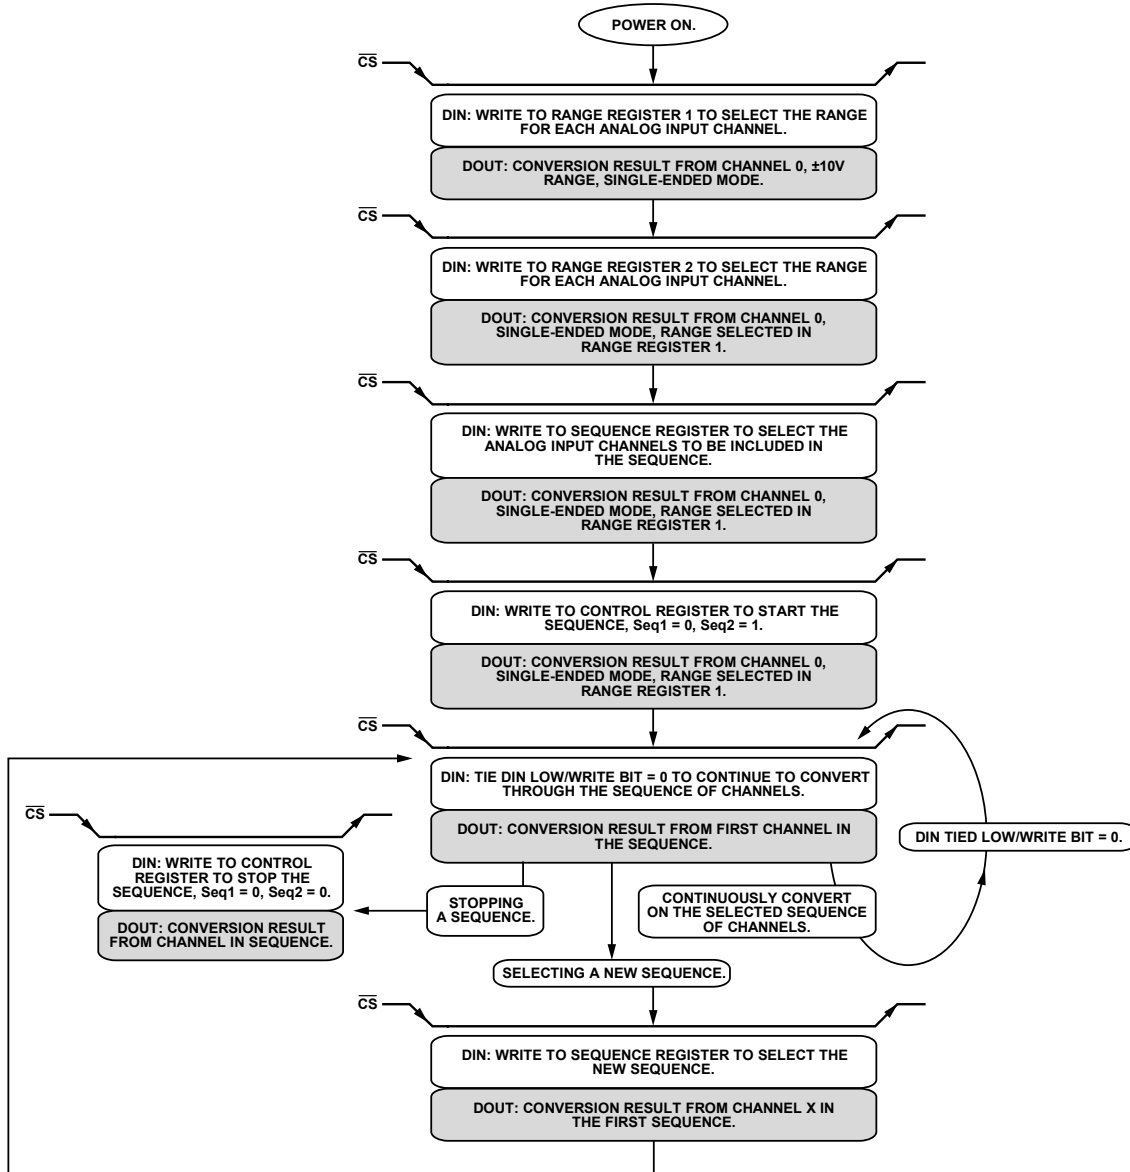 POWER ON.
CS
DIN: WRITE TO RANGE REGISTER 1 TO SELECT THE RANGE
FOR EACH ANALOG INPUT CHANNEL.
DOUT: CONVERSION RESULT FROM CHANNEL 0, ±10V
RANGE, SINGLE-ENDED MODE.
CS
DIN: WRITE TO RANGE REGISTER 2 TO SELECT THE RANGE
FOR EACH ANALOG INPUT CHANNEL.
DOUT: CONVERSION RESULT FROM CHANNEL 0,
SINGLE-ENDED MODE, RANGE SELECTED IN
RANGE REGISTER 1.
CS
DIN: WRITE TO SEQUENCE REGISTER TO SELECT THE
ANALOG INPUT CHANNELS TO BE INCLUDED IN
THE SEQUENCE.
DOUT: CONVERSION RESULT FROM CHANNEL 0,
SINGLE-ENDED MODE, RANGE SELECTED IN
RANGE REGISTER 1.
CS
DIN: WRITE TO CONTROL REGISTER TO START THE
SEQUENCE, Seq1 = 0, Seq2 = 1.
DOUT: CONVERSION RESULT FROM CHANNEL 0,
SINGLE-ENDED MODE, RANGE SELECTED IN
RANGE REGISTER 1.
CS
DIN: TIE DIN LOW/WRITE BIT = 0 TO CONTINUE TO CONVERT
THROUGH THE SEQUENCE OF CHANNELS.
DOUT: CONVERSION RESULT FROM FIRST CHANNEL IN
THE SEQUENCE.
DIN TIED LOW/WRITE BIT = 0.
CS
DIN: WRITE TO CONTROL
REGISTER TO STOP THE
SEQUENCE, Seq1 = 0, Seq2 = 0.
DOUT: CONVERSION RESULT
FROM CHANNEL IN SEQUENCE.
STOPPING
A SEQUENCE.
CONTINUOUSLY CONVERT
ON THE SELECTED SEQUENCE
OF CHANNELS.
SELECTING A NEW SEQUENCE.
CS
DIN: WRITE TO SEQUENCE REGISTER TO SELECT THE
NEW SEQUENCE.
DOUT: CONVERSION RESULT FROM CHANNEL X IN
THE FIRST SEQUENCE.